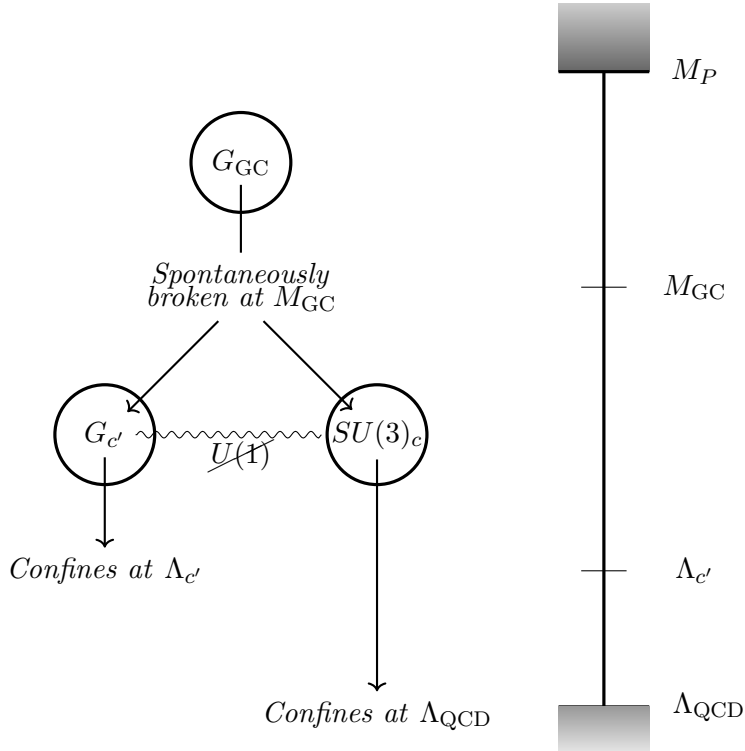 G_GC
Spontaneously
broken at M_GC
G_c′
U(1)
SU(3)_c
Confines at Λ_c′
Confines at Λ_QCD
M_P
M_GC
Λ_c′
Λ_QCD